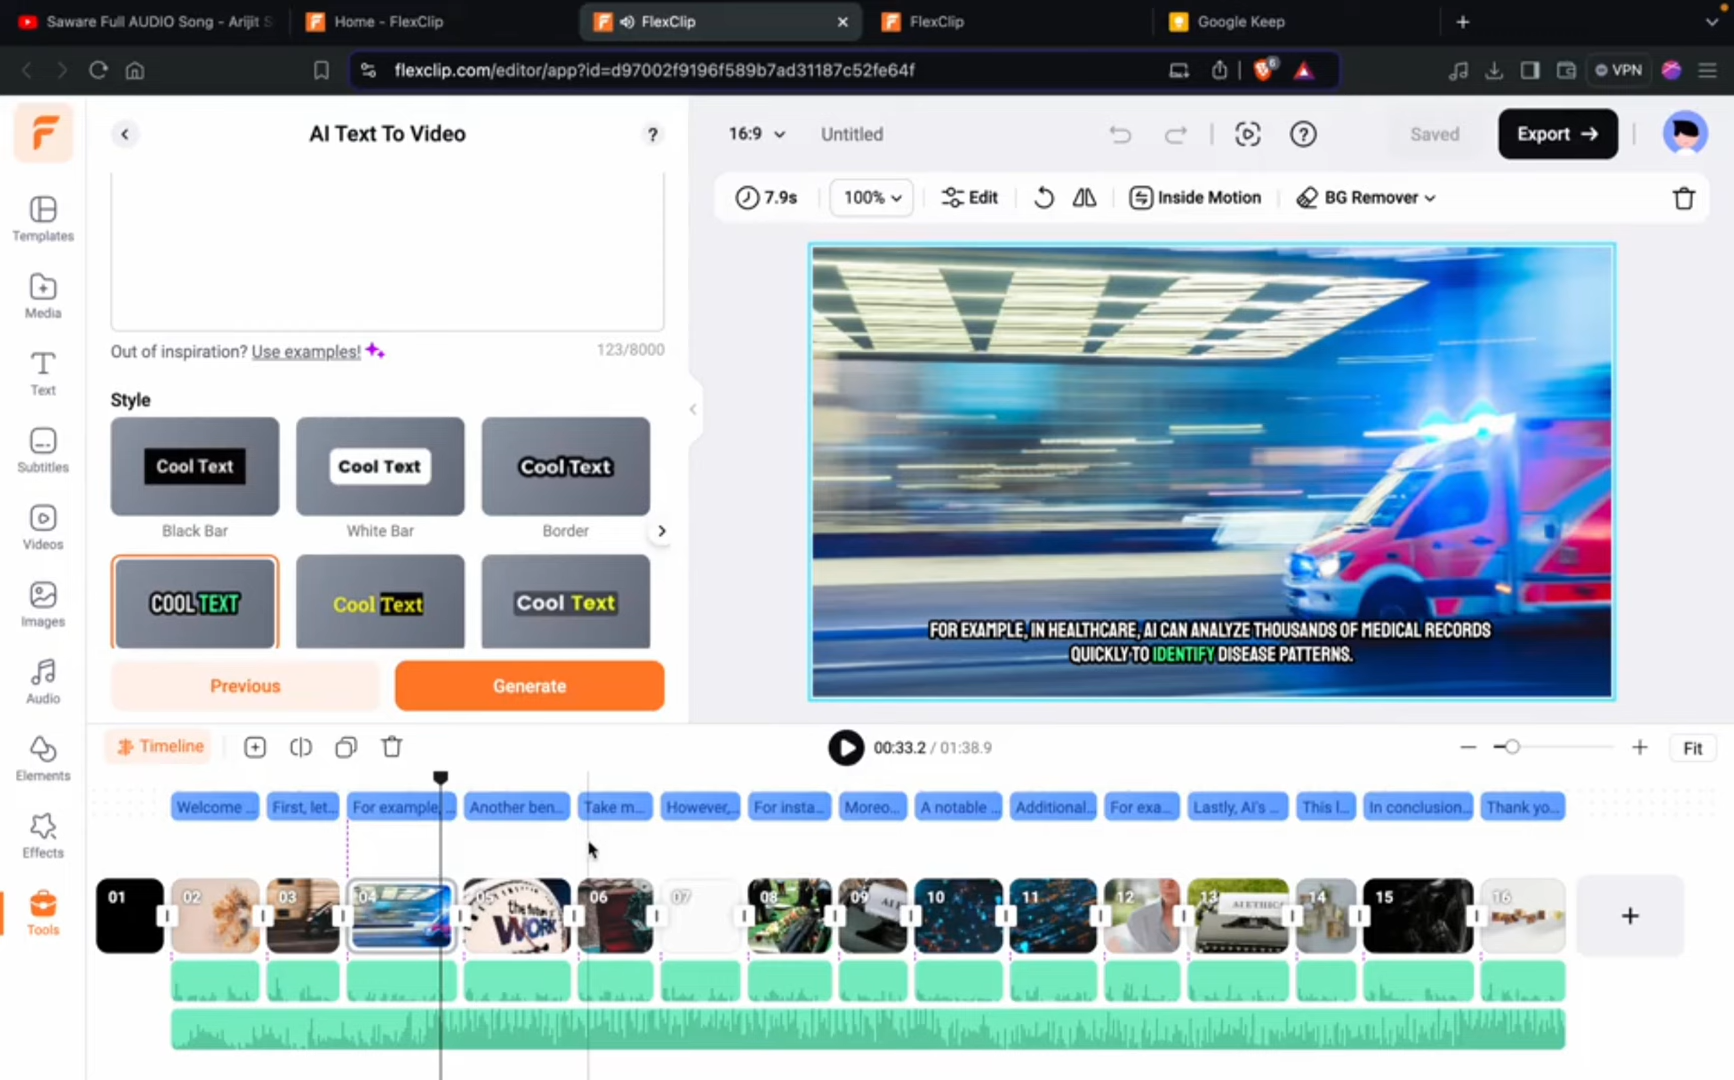 Saware Full AUDIO Song - Arijit S
Home - FlexClip
FlexClip
FlexClip
Google Keep
flexclip.com/editor/app?id=d97002f9196f589b7ad31187c52fe64f
6
VPN
Templates
Media
Text
Subtitles
Videos
Images
Audio
Elements
Effects
Tools
AI Text To Video
?
Out of inspiration? Use examples!
123/8000
Style
Cool Text
Black Bar
Cool Text
White Bar
Cool Text
Border
COOL TEXT
Cool Text
Cool Text
Previous
Generate
16:9
Untitled
?
Saved
Export
7.9s
100%
Edit
Inside Motion
BG Remover
FOR EXAMPLE, IN HEALTHCARE, AI CAN ANALYZE THOUSANDS OF MEDICAL RECORDS
QUICKLY TO IDENTIFY DISEASE PATTERNS.
Timeline
00:33.2 / 01:38.9
Fit
Welcome ...
First, let...
For example, ...
Another ben...
Take m...
However,...
For insta...
Moreo...
A notable ...
Additional...
For exa...
Lastly, AI's ...
This l...
In conclusion...
Thank yo...
01
02
03
04
05
the future of
WORK
06
07
08
09
10
11
12
13
AI ETHICS
14
15
16